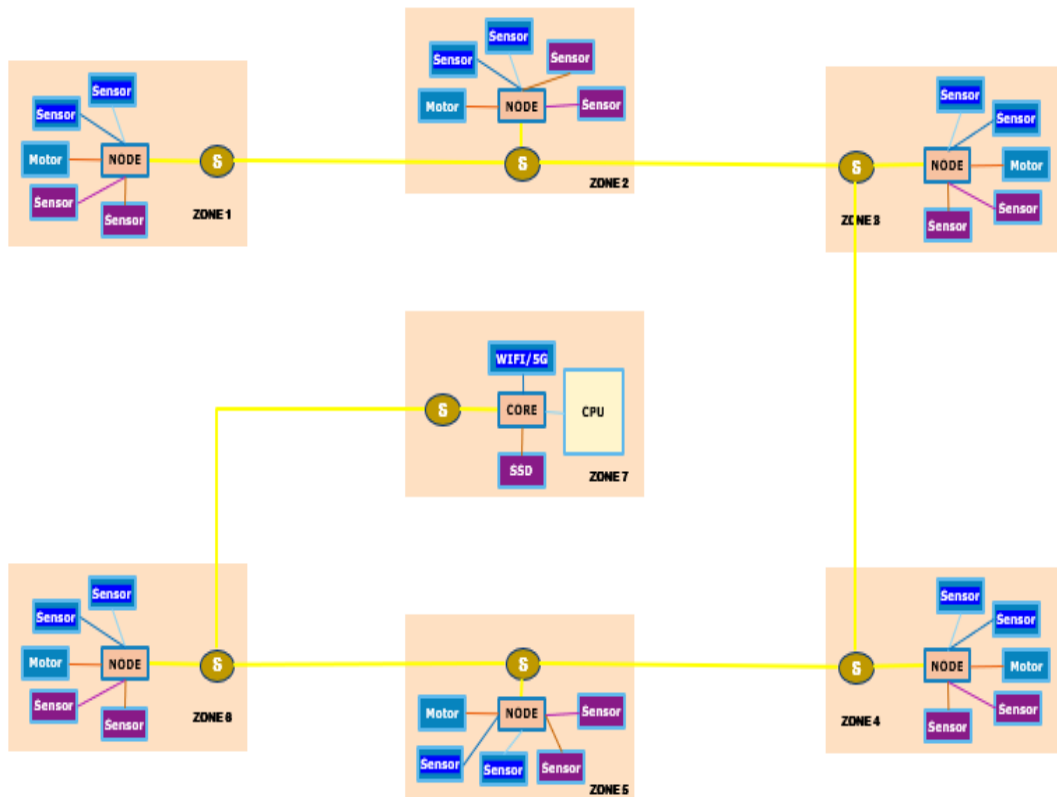 Sensor
Sensor
Motor
NODE
S
Sensor
Sensor
ZONE 1
Sensor
Sensor
Sensor
Motor
NODE
Sensor
S
ZONE 2
Sensor
Sensor
S
NODE
Motor
Sensor
Sensor
ZONE 3
WIFI/5G
S
CORE
CPU
SSD
ZONE 7
Sensor
Sensor
Motor
NODE
S
Sensor
Sensor
ZONE 6
S
Motor
NODE
Sensor
Sensor
Sensor
Sensor
ZONE 5
Sensor
Sensor
S
NODE
Motor
Sensor
Sensor
ZONE 4